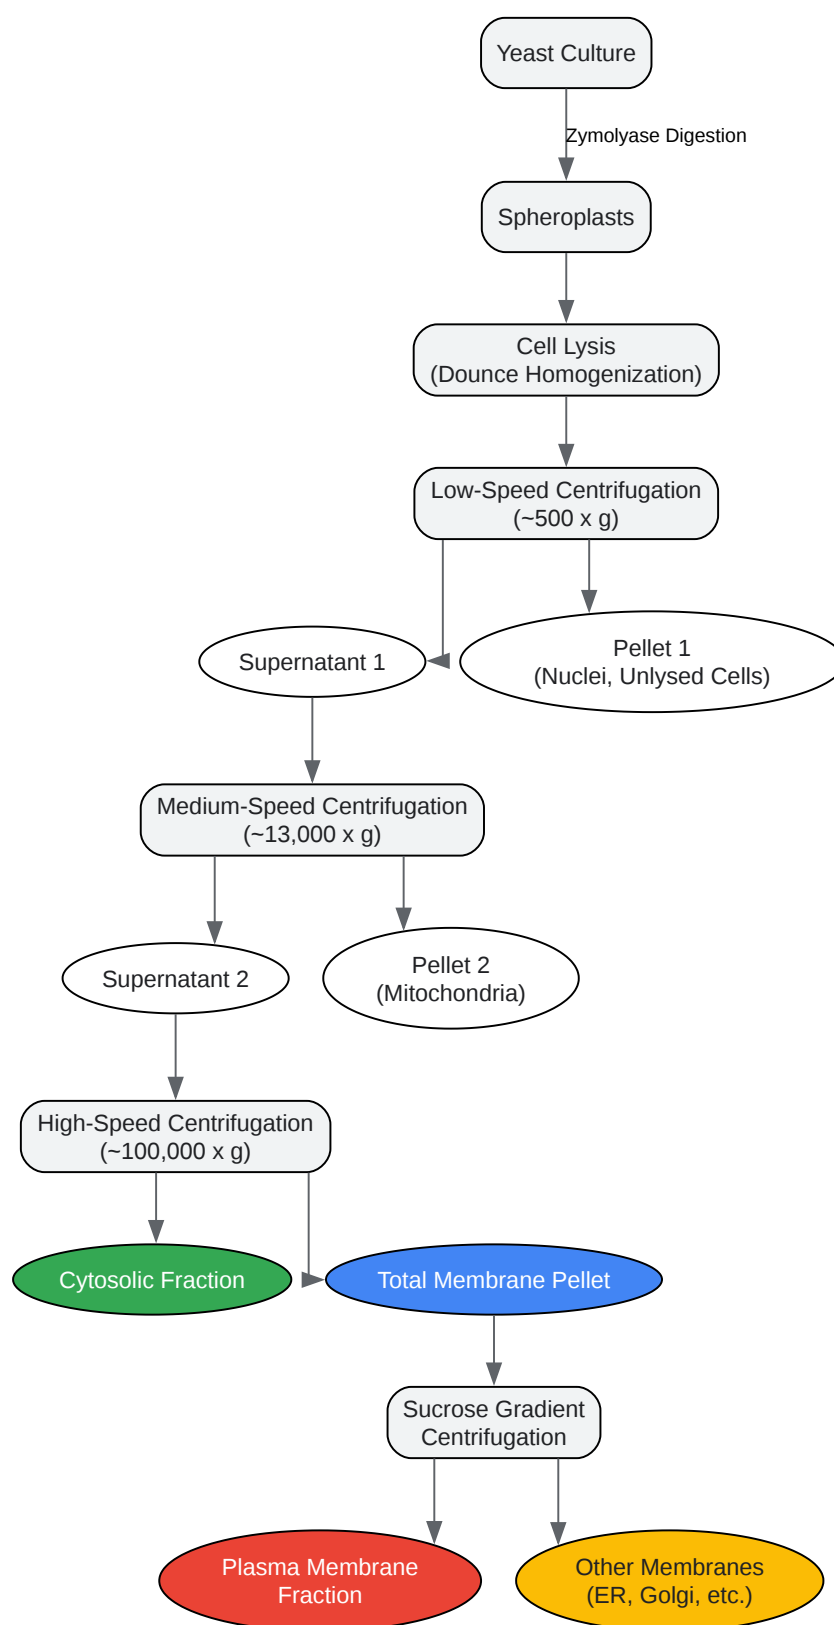 Yeast Culture
Zymolyase Digestion
Spheroplasts
Cell Lysis
(Dounce Homogenization)
Low-Speed Centrifugation
(~500 x g)
Supernatant 1
Pellet 1
(Nuclei, Unlysed Cells)
Medium-Speed Centrifugation
(~13,000 x g)
Supernatant 2
Pellet 2
(Mitochondria)
High-Speed Centrifugation
(~100,000 x g)
Cytosolic Fraction
Total Membrane Pellet
Sucrose Gradient
Centrifugation
Plasma Membrane
Fraction
Other Membranes
(ER, Golgi, etc.)